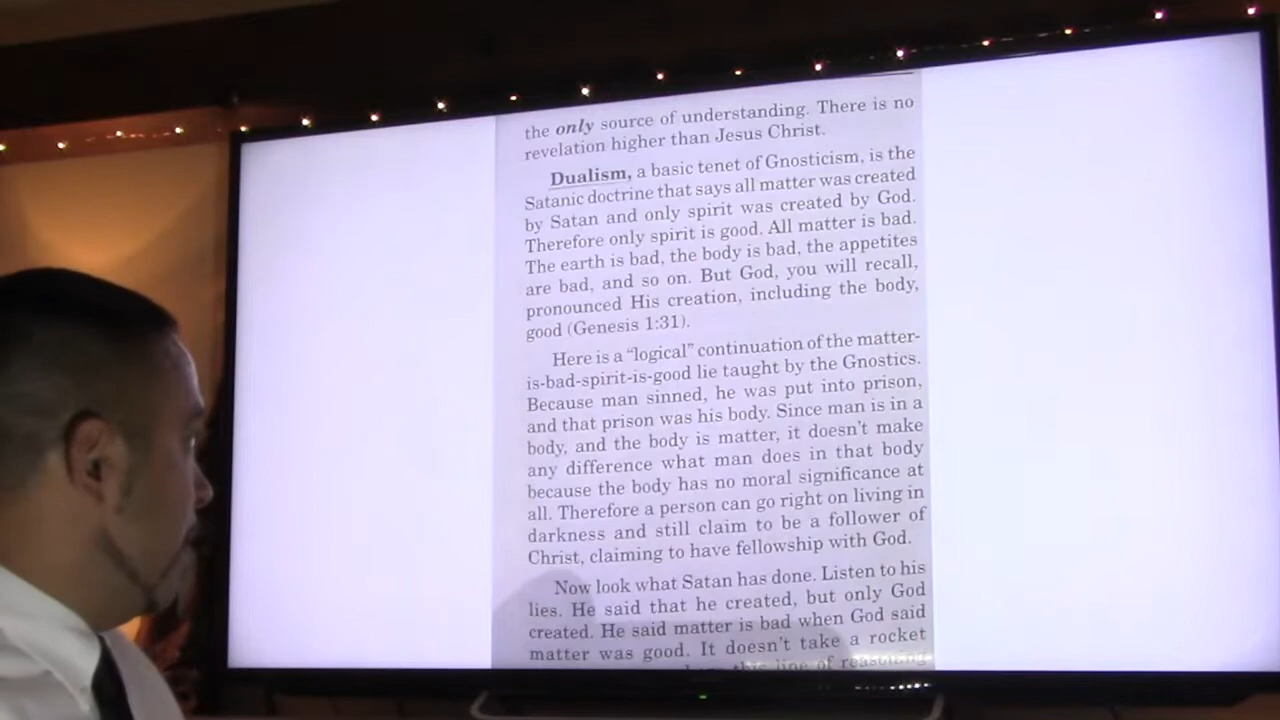 the only source of understanding. There is no
revelation higher than Jesus Christ.
Dualism, a basic tenet of Gnosticism, is the
Satanic doctrine that says all matter was created
by Satan and only spirit was created by God.
Therefore only spirit is good. All matter is bad.
The earth is bad, the body is bad, the appetites
are bad, and so on. But God, you will recall,
pronounced His creation, including the body,
good (Genesis 1:31).
Here is a “logical” continuation of the matter-
is-bad-spirit-is-good lie taught by the Gnostics.
Because man sinned, he was put into prison,
and that prison was his body. Since man is in a
body, and the body is matter, it doesn’t make
any difference what man does in that body
because the body has no moral significance at
all. Therefore a person can go right on living in
darkness and still claim to be a follower of
Christ, claiming to have fellowship with God.
Now look what Satan has done. Listen to his
lies. He said that he created, but only God
created. He said matter is bad when God said
matter was good. It doesn’t take a rocket
this line of reasoning